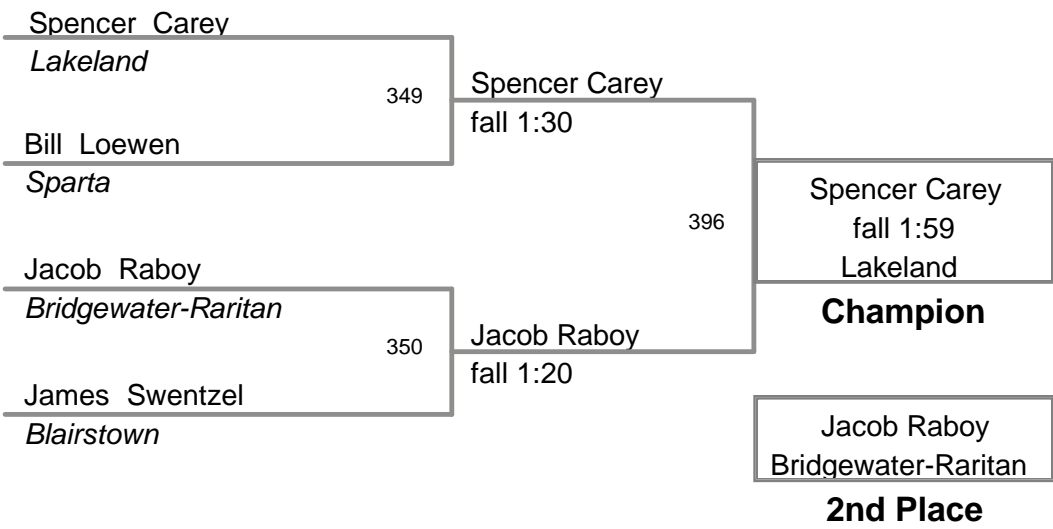 Spencer Carey
Lakeland
349
Bill Loewen
Sparta
Spencer Carey
fall 1:30
Jacob Raboy
Bridgewater-Raritan
350
James Swentzel
Blairstown
Jacob Raboy
fall 1:20
396
Spencer Carey
fall 1:59
Lakeland
Champion
Jacob Raboy
Bridgewater-Raritan
2nd Place